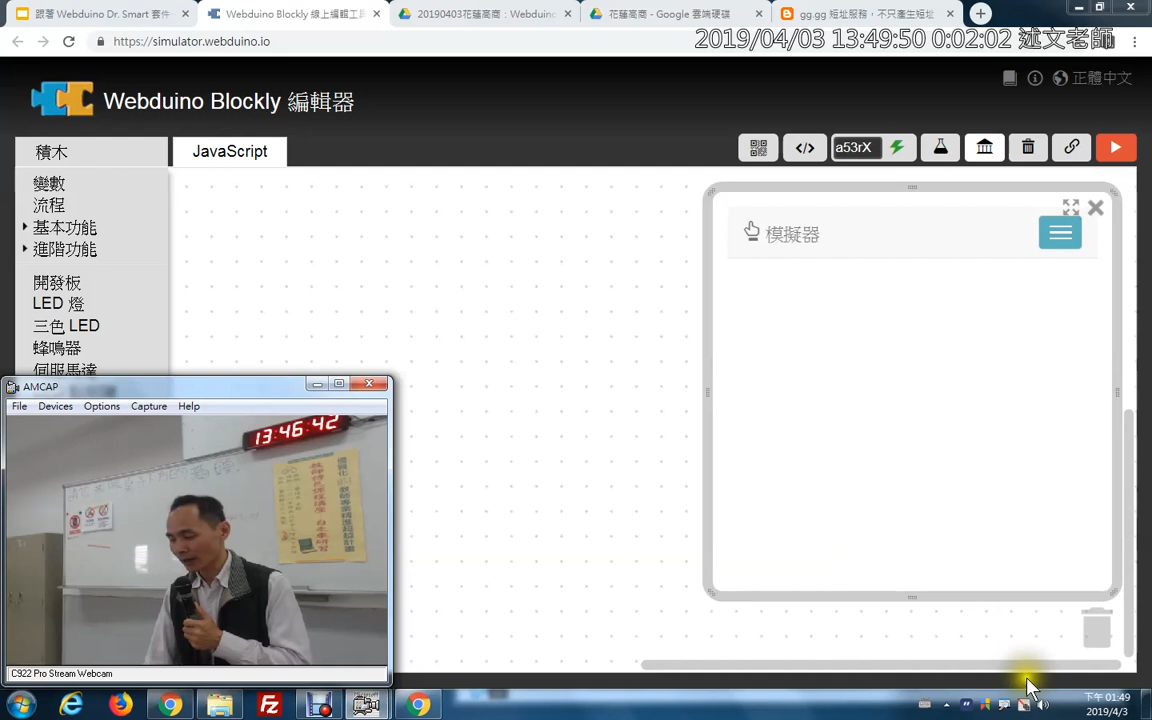 跟著 Webduino Dr. Smart 套件
Webduino Blockly 線上編輯工具
20190403花蓮高商：Webduino
花蓮高商 - Google 雲端硬碟
gg.gg 短址服務，不只產生短址
https://simulator.webduino.io
2019/04/03 13:49:50 0:02:02 述文老師
Webduino Blockly 編輯器
正體中文
積木
JavaScript
a53rX
變數
流程
基本功能
進階功能
開發板
LED 燈
三色 LED
蜂鳴器
伺服馬達
模擬器
AMCAP
File Devices Options Capture Help
13:46:42
C922 Pro Stream Webcam
下午 01:49
2019/4/3